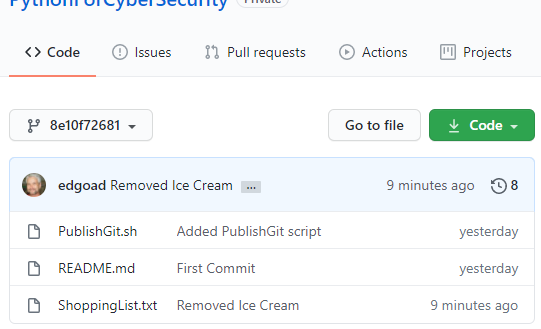 PythonForCyberSecurity Private
Code Issues Pull requests Actions Projects
8e10f72681 Go to file Code
edgoad Removed Ice Cream ... 9 minutes ago 8
PublishGit.sh Added PublishGit script yesterday
README.md First Commit yesterday
ShoppingList.txt Removed Ice Cream 9 minutes ago